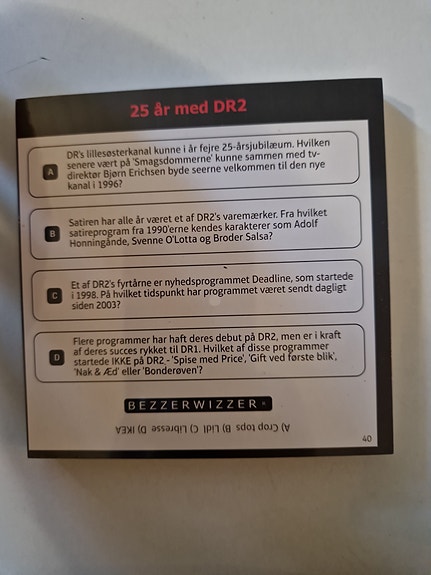 25 år med DR2
A DR's lillesøsterkanal kunne i år fejre 25-årsjubilæum. Hvilken
senere vært på 'Smagsdommerne' kunne sammen med tv-
direktør Bjørn Erichsen byde seerne velkommen til den nye
kanal i 1996?
B Satiren har alle år været et af DR2's varemærker. Fra hvilket
satireprogram fra 1990'erne kendes karakterer som Adolf
Honningånde, Svenne O'Lotta og Broder Salsa?
C Et af DR2's fyrtårne er nyhedsprogrammet Deadline, som startede
i 1998. På hvilket tidspunkt har programmet været sendt dagligt
siden 2003?
D Flere programmer har haft deres debut på DR2, men er i kraft
af deres succes rykket til DR1. Hvilket af disse programmer
startede IKKE på DR2 - 'Spise med Price', 'Gift ved første blik',
'Nak & Æd' eller 'Bonderøven'?
BEZZERWIZZER
A) Crop tops B) Lidl C) Libresse D) IKEA
40